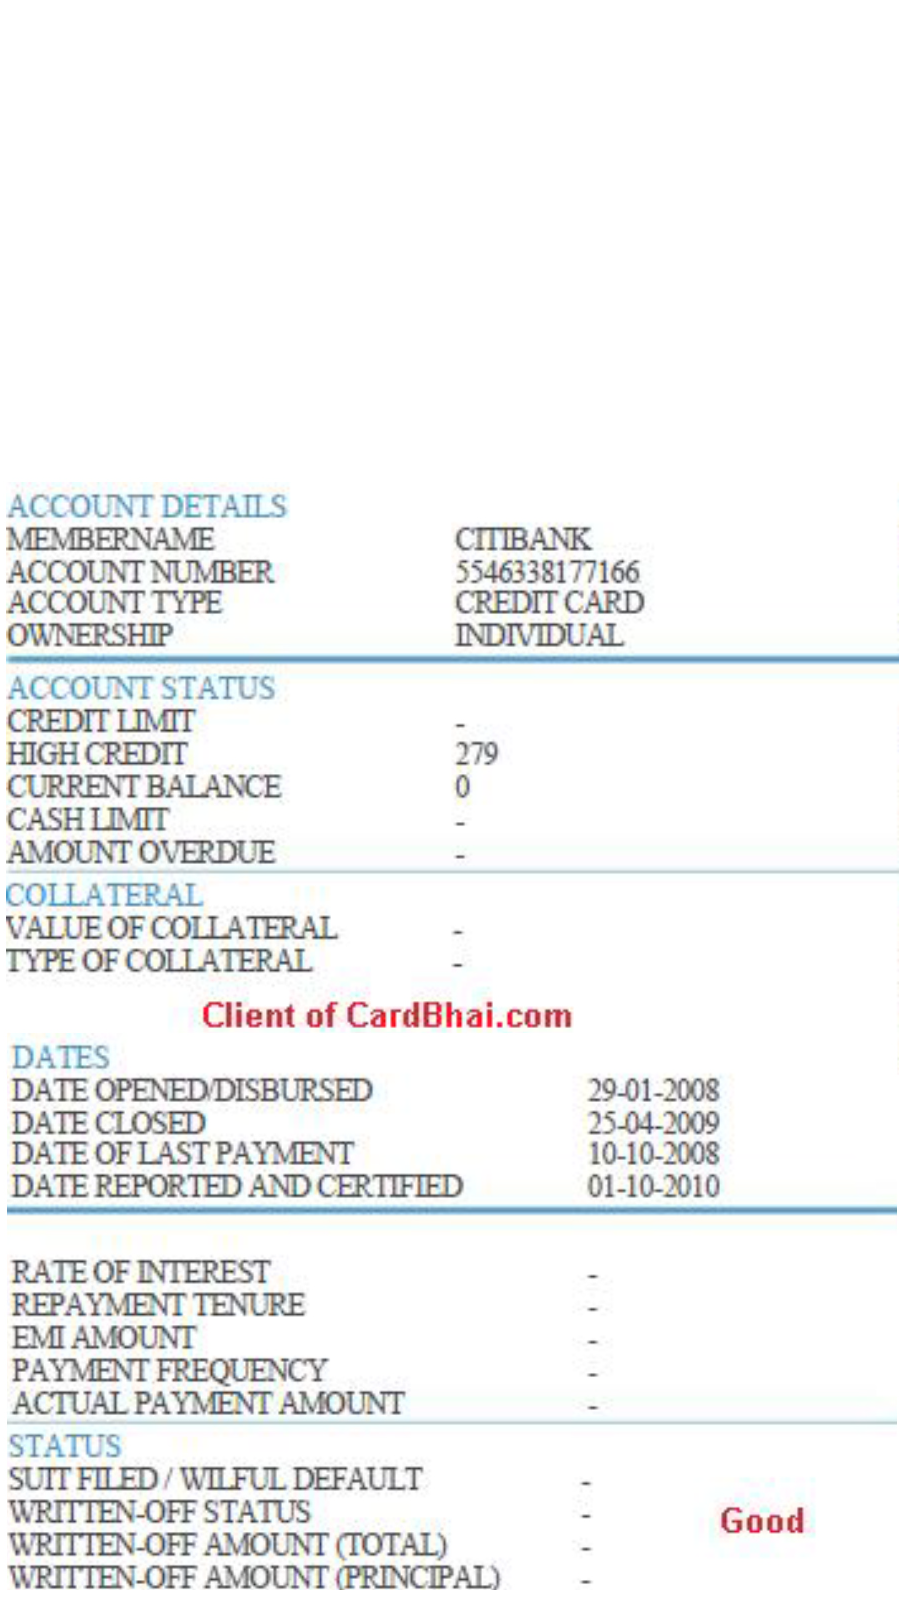 ACCOUNT DETAILS
MEMBERNAME CITIBANK
ACCOUNT NUMBER 5546338177166
ACCOUNT TYPE CREDIT CARD
OWNERSHIP INDIVIDUAL
ACCOUNT STATUS
CREDIT LIMIT -
HIGH CREDIT 279
CURRENT BALANCE 0
CASH LIMIT -
AMOUNT OVERDUE -
COLLATERAL
VALUE OF COLLATERAL -
TYPE OF COLLATERAL -
Client of CardBhai.com
DATES
DATE OPENED/DISBURSED 29-01-2008
DATE CLOSED 25-04-2009
DATE OF LAST PAYMENT 10-10-2008
DATE REPORTED AND CERTIFIED 01-10-2010
RATE OF INTEREST -
REPAYMENT TENURE -
EMI AMOUNT -
PAYMENT FREQUENCY -
ACTUAL PAYMENT AMOUNT -
STATUS
SUIT FILED / WILFUL DEFAULT -
WRITTEN-OFF STATUS - Good
WRITTEN-OFF AMOUNT (TOTAL) -
WRITTEN-OFF AMOUNT (PRINCIPAL) -